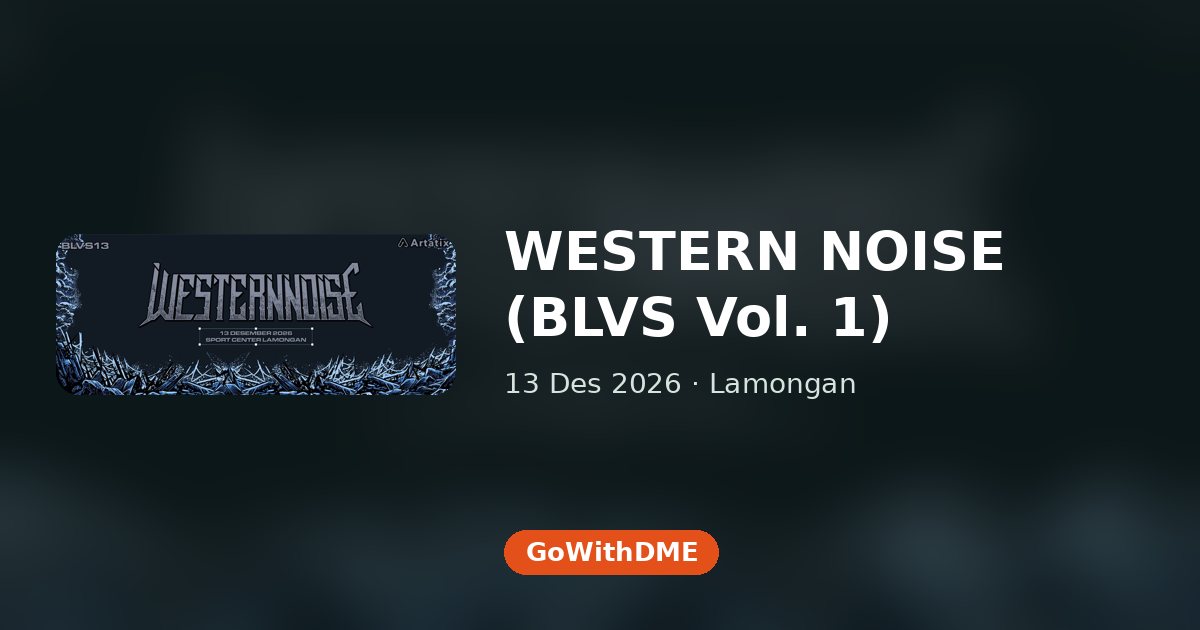 BLVS13
Artatix
WESTERNNOISE
13 DESEMBER 2026
SPORT CENTER LAMONGAN
WESTERN NOISE
(BLVS Vol. 1)
13 Des 2026 · Lamongan
GoWithDME